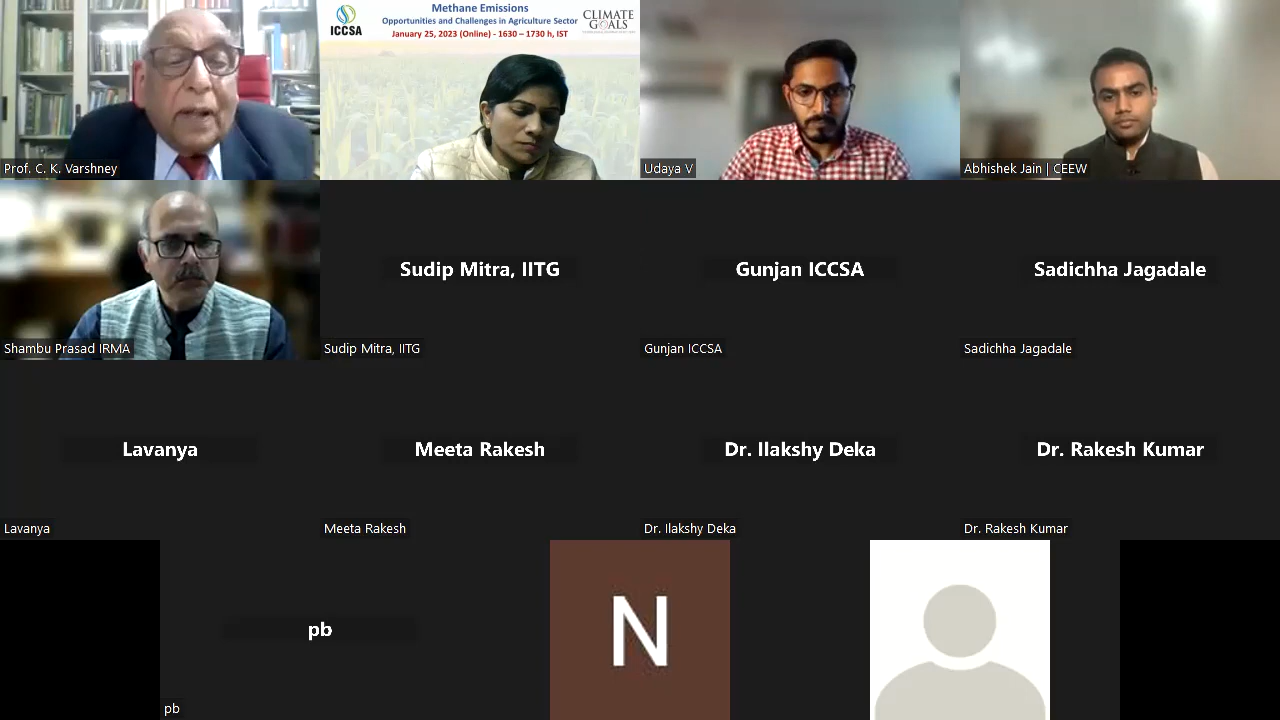 Methane Emissions
Opportunities and Challenges in Agriculture Sector
January 25, 2023 (Online) - 1630 – 1730 h, IST
ICCSA
CLIMATE
GOALS
Prof. C. K. Varshney
Udaya V
Abhishek Jain | CEEW
Shambu Prasad IRMA
Sudip Mitra, IITG
Sudip Mitra, IITG
Gunjan ICCSA
Gunjan ICCSA
Sadichha Jagadale
Sadichha Jagadale
Lavanya
Lavanya
Meeta Rakesh
Meeta Rakesh
Dr. Ilakshy Deka
Dr. Ilakshy Deka
Dr. Rakesh Kumar
Dr. Rakesh Kumar
pb
pb
N